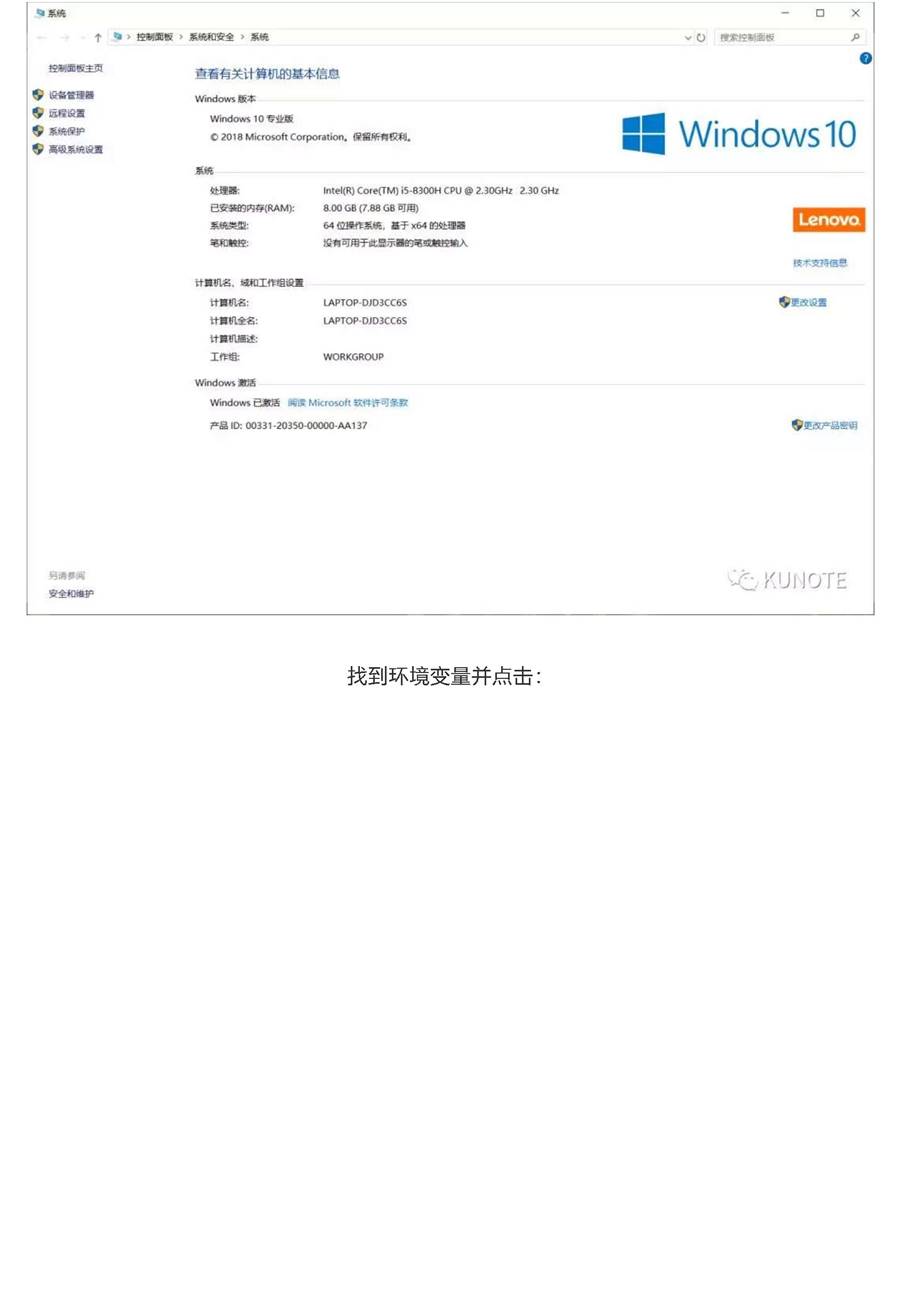 系统
控制面板 > 系统和安全 > 系统
搜索控制面板
控制面板主页
设备管理器
远程设置
系统保护
高级系统设置
查看有关计算机的基本信息
Windows 版本
Windows 10 专业版
© 2018 Microsoft Corporation。保留所有权利。
Windows 10
系统
处理器: Intel(R) Core(TM) i5-8300H CPU @ 2.30GHz 2.30 GHz
已安装的内存(RAM): 8.00 GB (7.88 GB 可用)
系统类型: 64 位操作系统，基于 x64 的处理器
笔和触控: 没有可用于此显示器的笔或触控输入
Lenovo.
技术支持信息
计算机名、域和工作组设置
计算机名: LAPTOP-DJD3CC6S
更改设置
计算机全名: LAPTOP-DJD3CC6S
计算机描述:
工作组: WORKGROUP
Windows 激活
Windows 已激活 阅读 Microsoft 软件许可条款
产品 ID: 00331-20350-00000-AA137
更改产品密钥
另请参阅
安全和维护
KUNOTE
找到环境变量并点击：